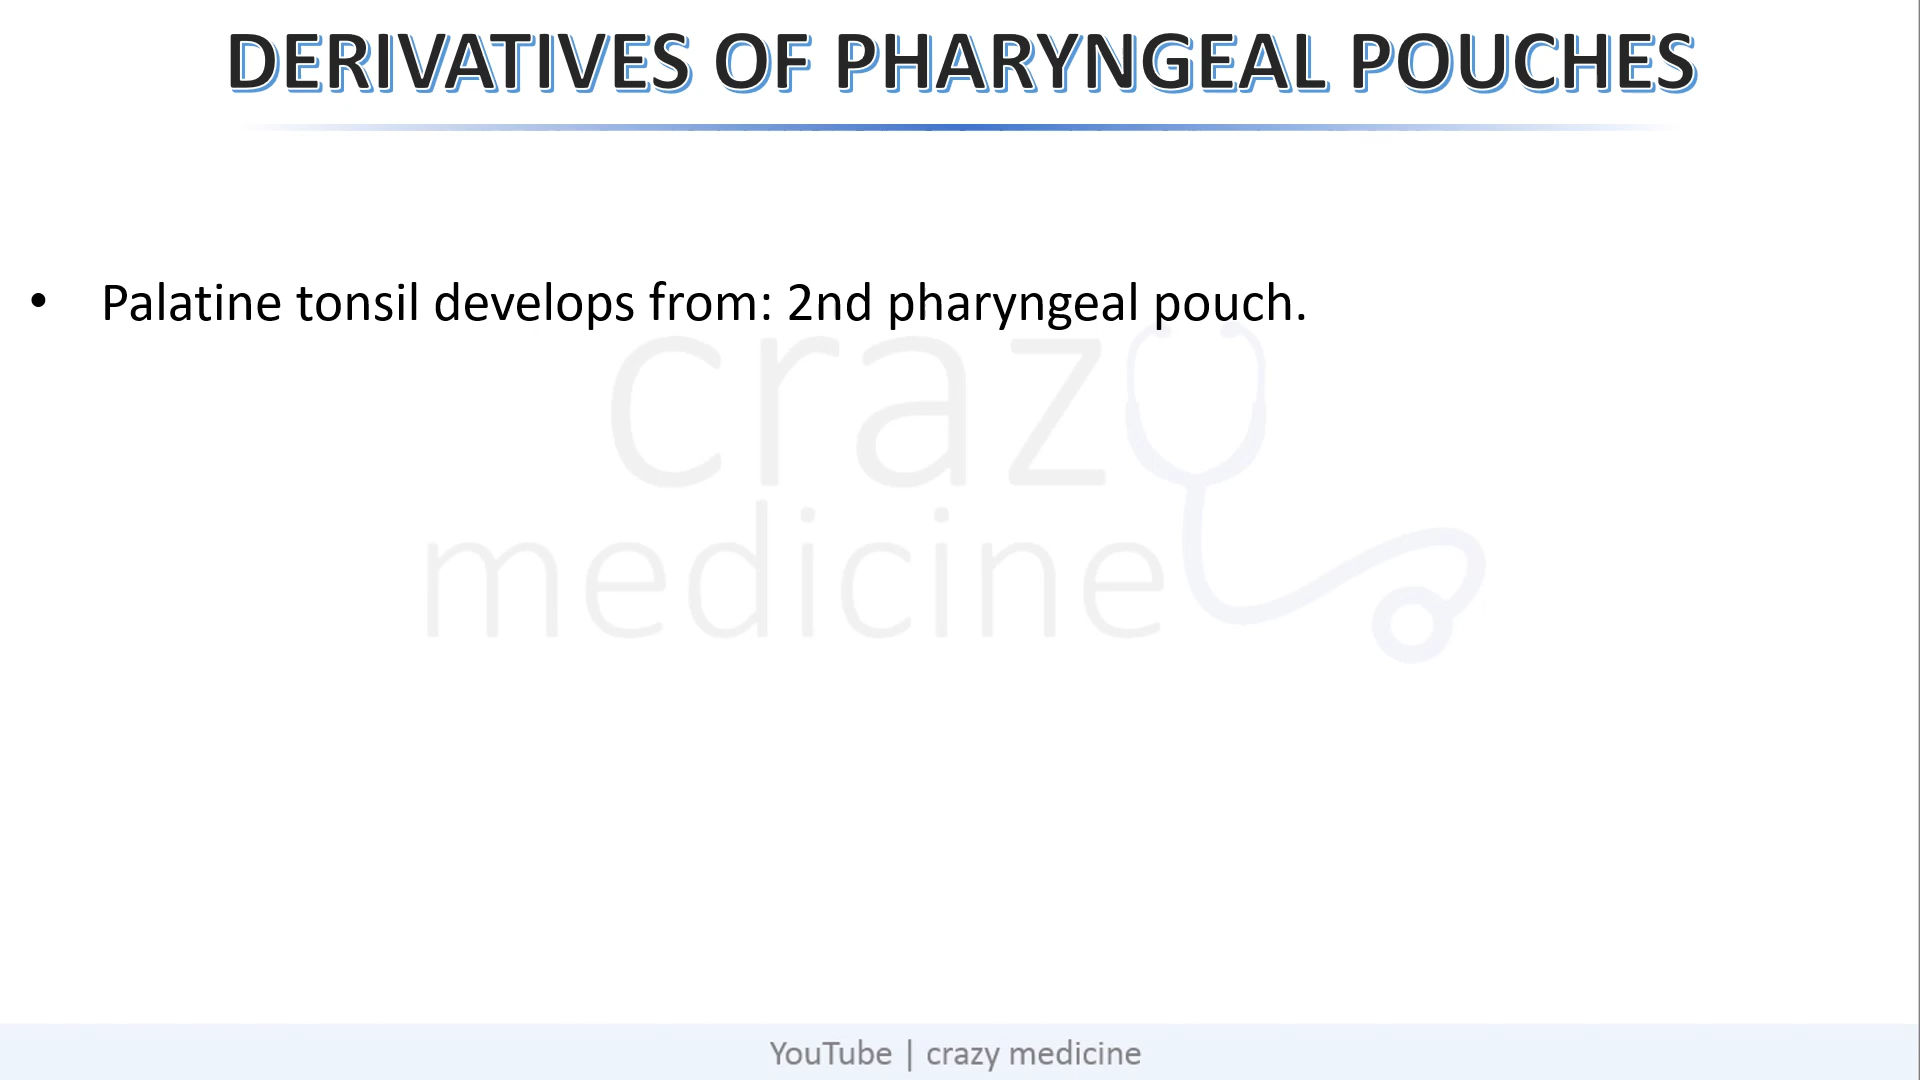 DERIVATIVES OF PHARYNGEAL POUCHES
• Palatine tonsil develops from: 2nd pharyngeal pouch.
crazy
medicine
YouTube | crazy medicine